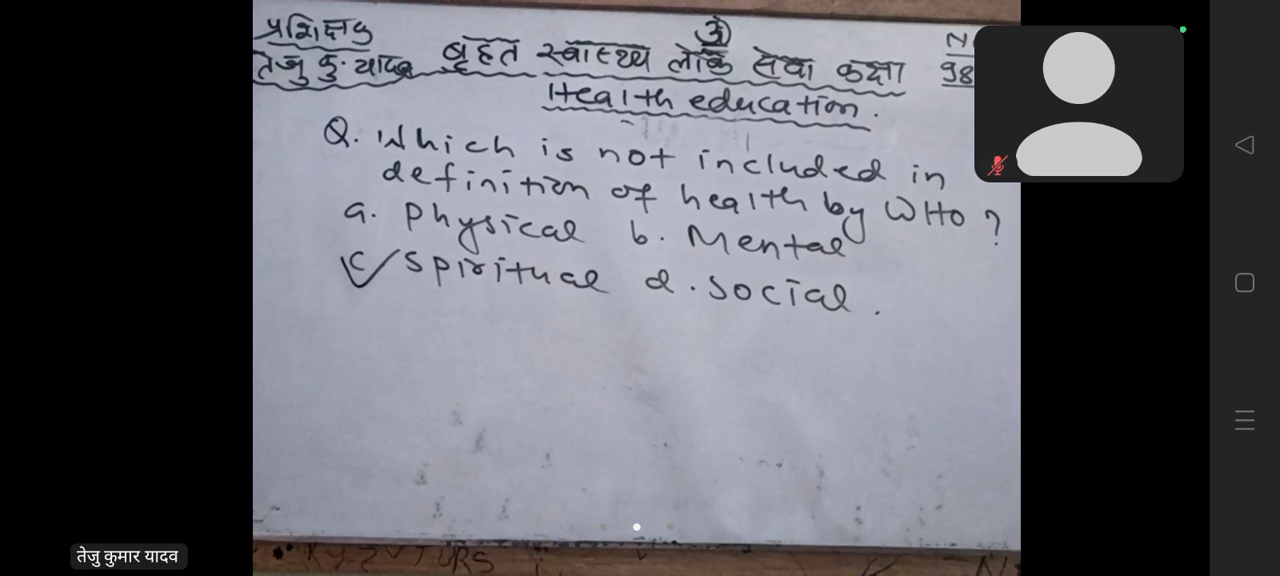 ॐ
प्रशिक्षक
तेजु कु. यादव बृहत स्वास्थ्य लोक सेवा कक्षा
N
98
Health education.
Q. Which is not included in
definition of health by WHO?
a. Physical b. Mental
c. Spiritual d. Social.
तेजु कुमार यादव